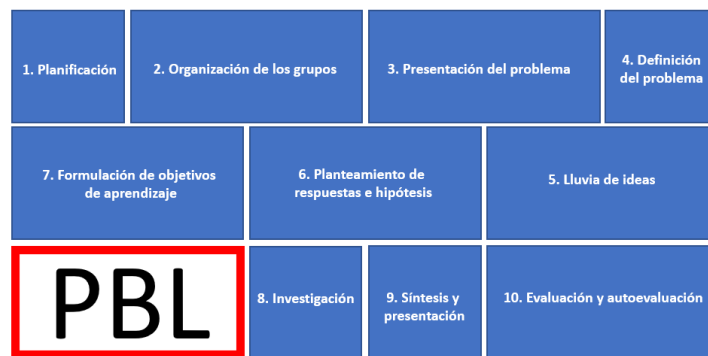 1. Planificación
2. Organización de los grupos
3. Presentación del problema
4. Definición
del problema
7. Formulación de objetivos
de aprendizaje
6. Planteamiento de
respuestas e hipótesis
5. Lluvia de ideas
PBL
8. Investigación
9. Síntesis y
presentación
10. Evaluación y autoevaluación